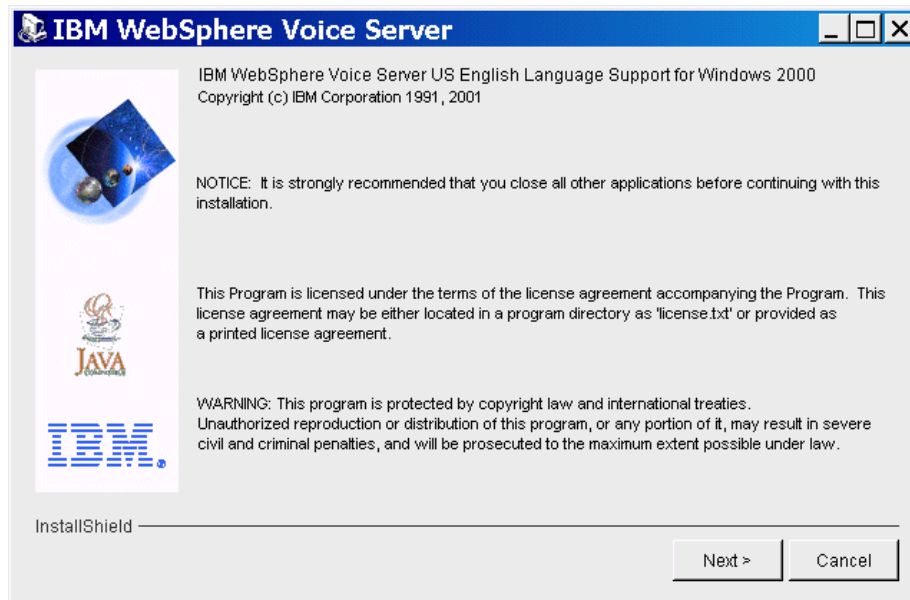 IBM WebSphere Voice Server
IBM WebSphere Voice Server US English Language Support for Windows 2000
Copyright (c) IBM Corporation 1991, 2001
NOTICE: It is strongly recommended that you close all other applications before continuing with this
installation.
This Program is licensed under the terms of the license agreement accompanying the Program. This
license agreement may be either located in a program directory as 'license.txt' or provided as
a printed license agreement.
JAVA
WARNING: This program is protected by copyright law and international treaties.
Unauthorized reproduction or distribution of this program, or any portion of it, may result in severe
civil and criminal penalties, and will be prosecuted to the maximum extent possible under law.
IBM
InstallShield
Next >
Cancel